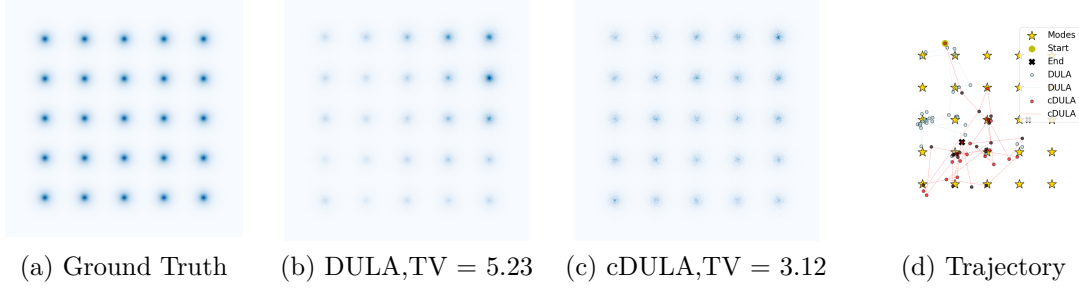 Modes
Start
End
DULA
DULA
cDULA
cDULA
(a) Ground Truth
(b) DULA,TV = 5.23
(c) cDULA,TV = 3.12
(d) Trajectory